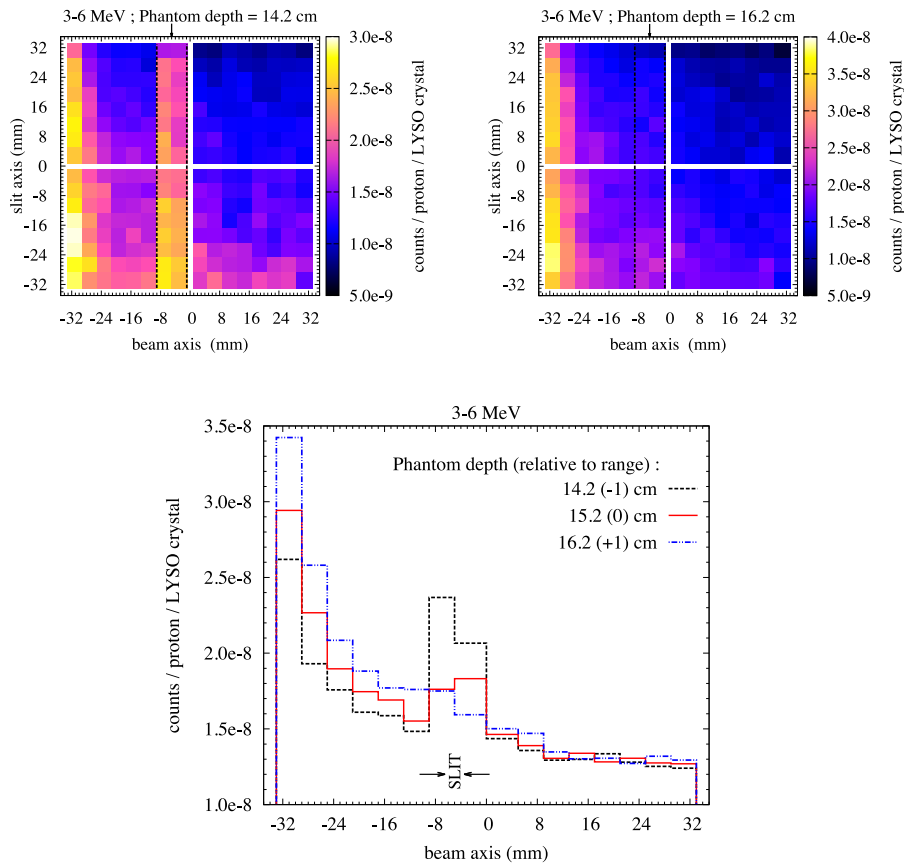 3-6 MeV ; Phantom depth = 14.2 cm
32
24
16
8
0
-8
-16
-24
-32
slit axis (mm)
-32 -24 -16 -8 0 8 16 24 32
beam axis (mm)
3.0e-8
2.5e-8
2.0e-8
1.5e-8
1.0e-8
5.0e-9
counts / proton / LYSO crystal
3-6 MeV ; Phantom depth = 16.2 cm
32
24
16
8
0
-8
-16
-24
-32
slit axis (mm)
-32 -24 -16 -8 0 8 16 24 32
beam axis (mm)
4.0e-8
3.5e-8
3.0e-8
2.5e-8
2.0e-8
1.5e-8
1.0e-8
5.0e-9
counts / proton / LYSO crystal
3-6 MeV
3.5e-8
3.0e-8
2.5e-8
2.0e-8
1.5e-8
1.0e-8
counts / proton / LYSO crystal
Phantom depth (relative to range) :
14.2 (-1) cm
15.2 (0) cm
16.2 (+1) cm
SLIT
-32 -24 -16 -8 0 8 16 24 32
beam axis (mm)